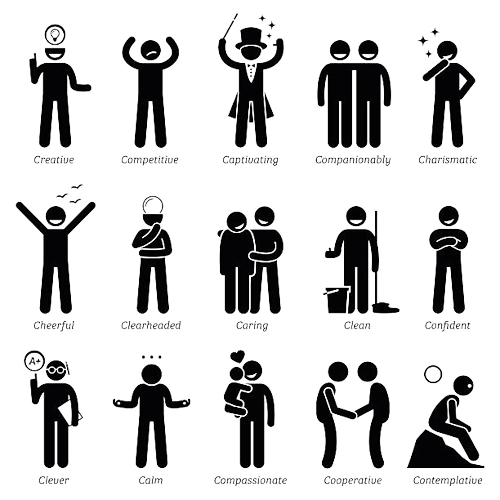 Creative
Competitive
Captivating
Companionably
Charismatic
Cheerful
Clearheaded
Caring
Clean
Confident
A+
Clever
Calm
Compassionate
Cooperative
Contemplative